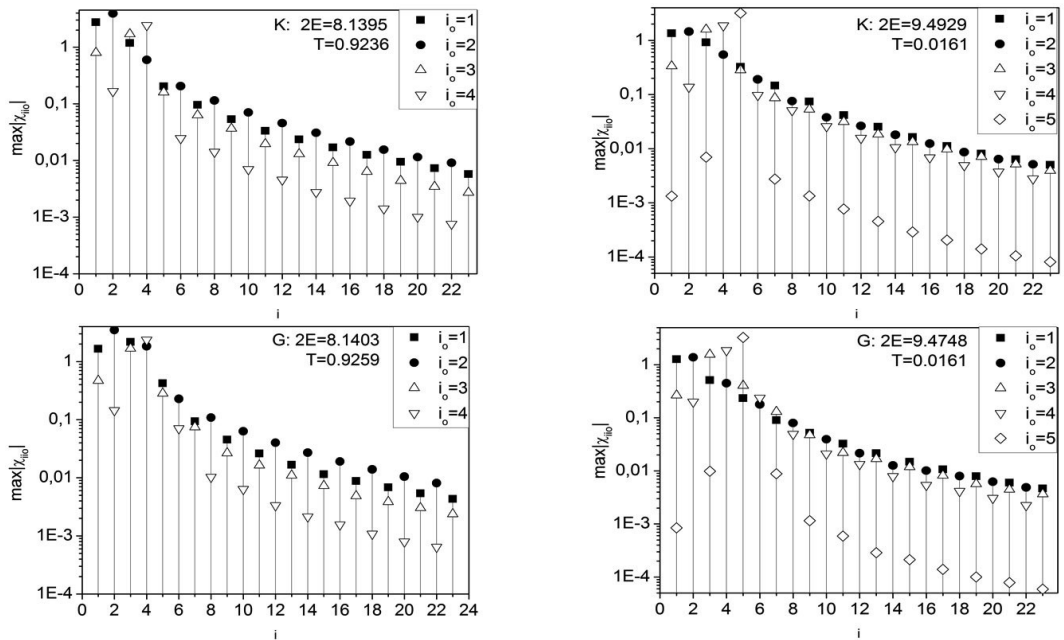 K: 2E=8.1395
T=0.9236
i_o=1
i_o=2
i_o=3
i_o=4
max|χ_iio|
1
0,1
0,01
1E-3
1E-4
0 2 4 6 8 10 12 14 16 18 20 22
i
K: 2E=9.4929
T=0.0161
i_o=1
i_o=2
i_o=3
i_o=4
i_o=5
max|χ_iio|
1
0,1
0,01
1E-3
1E-4
0 2 4 6 8 10 12 14 16 18 20 22
i
G: 2E=8.1403
T=0.9259
i_o=1
i_o=2
i_o=3
i_o=4
max|χ_iio|
1
0,1
0,01
1E-3
1E-4
0 2 4 6 8 10 12 14 16 18 20 22 24
i
G: 2E=9.4748
T=0.0161
i_o=1
i_o=2
i_o=3
i_o=4
i_o=5
max|χ_iio|
1
0,1
0,01
1E-3
1E-4
0 2 4 6 8 10 12 14 16 18 20 22
i